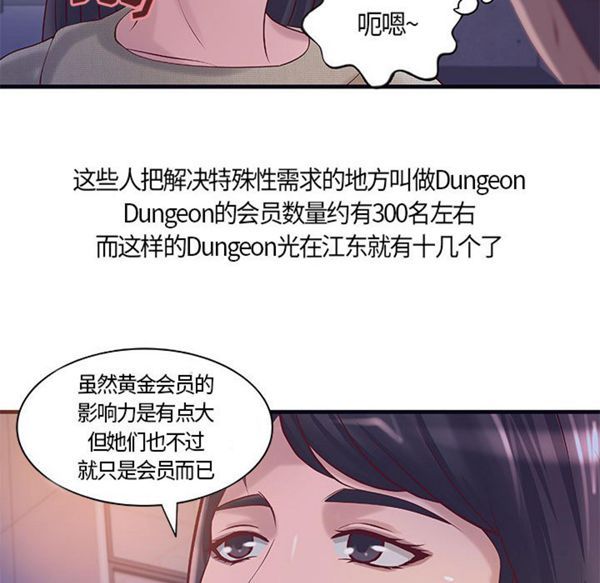 呃嗯~
这些人把解决特殊性需求的地方叫做Dungeon
Dungeon的会员数量约有300名左右
而这样的Dungeon光在江东就有十几个了
虽然黄金会员的
影响力是有点大
但她们也不过
就只是会员而已